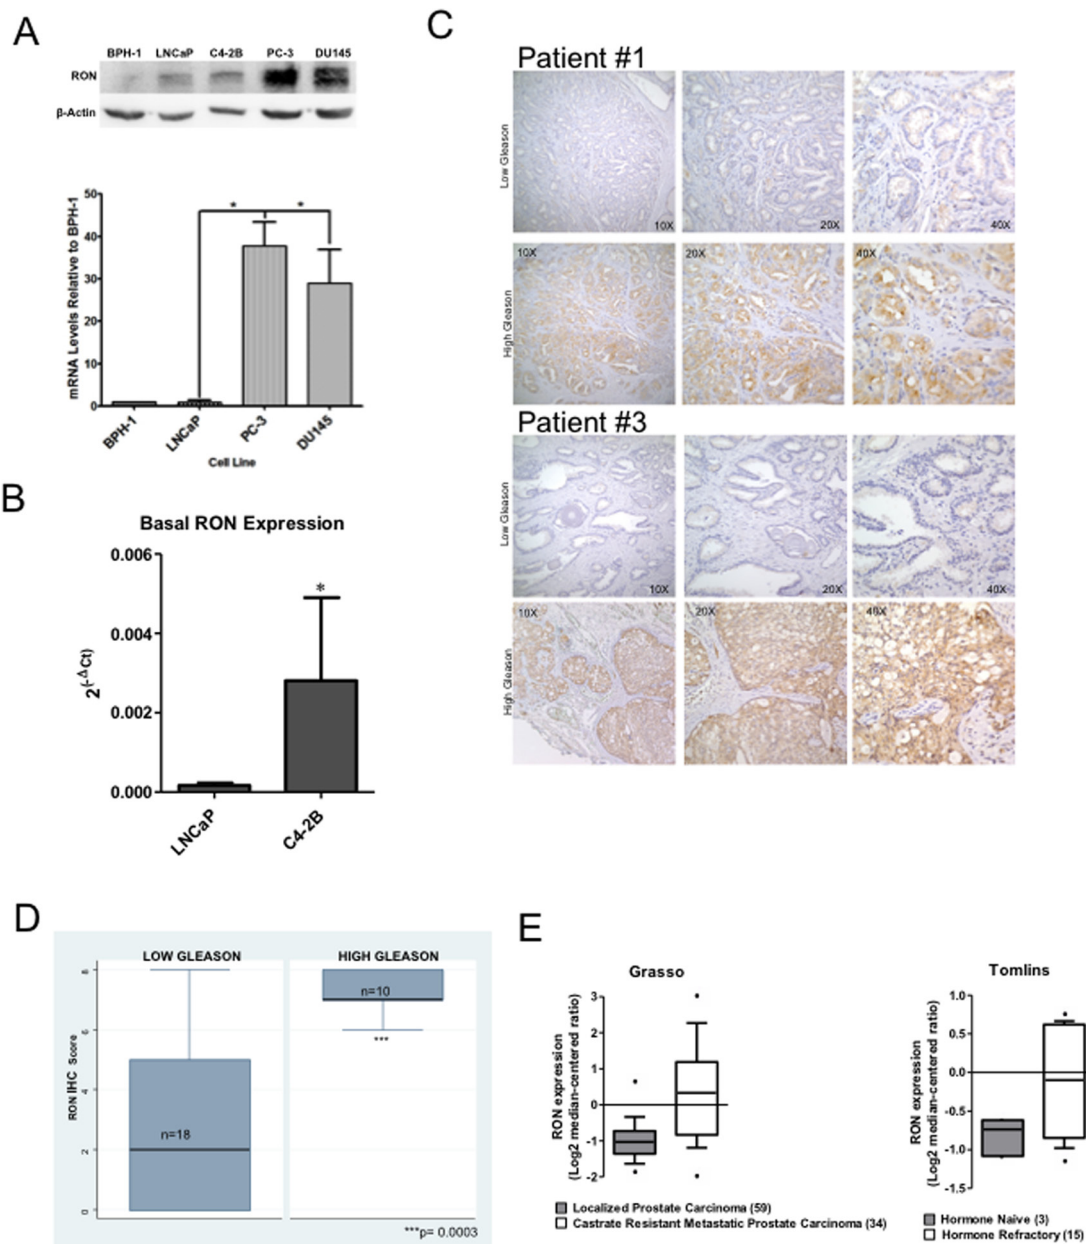 A
BPH-1 LNCaP C4-2B PC-3 DU145
RON
β-Actin
mRNA Levels Relative to BPH-1
50
40
30
20
10
0
* *
BPH-1
LNCaP
PC-3
DU145
Cell Line
B
Basal RON Expression
2(-ΔCt)
0.006
0.004
0.002
0.000
*
LNCaP
C4-2B
C
Patient #1
Low Gleason
10X 20X 40X
High Gleason
10X 20X 40X
Patient #3
Low Gleason
10X 20X 40X
High Gleason
10X 20X 40X
D
LOW GLEASON HIGH GLEASON
RON IHC Score
8
6
4
2
0
n=18
n=10
***
***p= 0.0003
E
Grasso
RON expression
(Log2 median-centered ratio)
3
2
1
0
-1
-2
Localized Prostate Carcinoma (59)
Castrate Resistant Metastatic Prostate Carcinoma (34)
Tomlins
RON expression
(Log2 median-centered ratio)
1.0
0.5
0.0
-0.5
-1.0
-1.5
Hormone Naive (3)
Hormone Refractory (15)